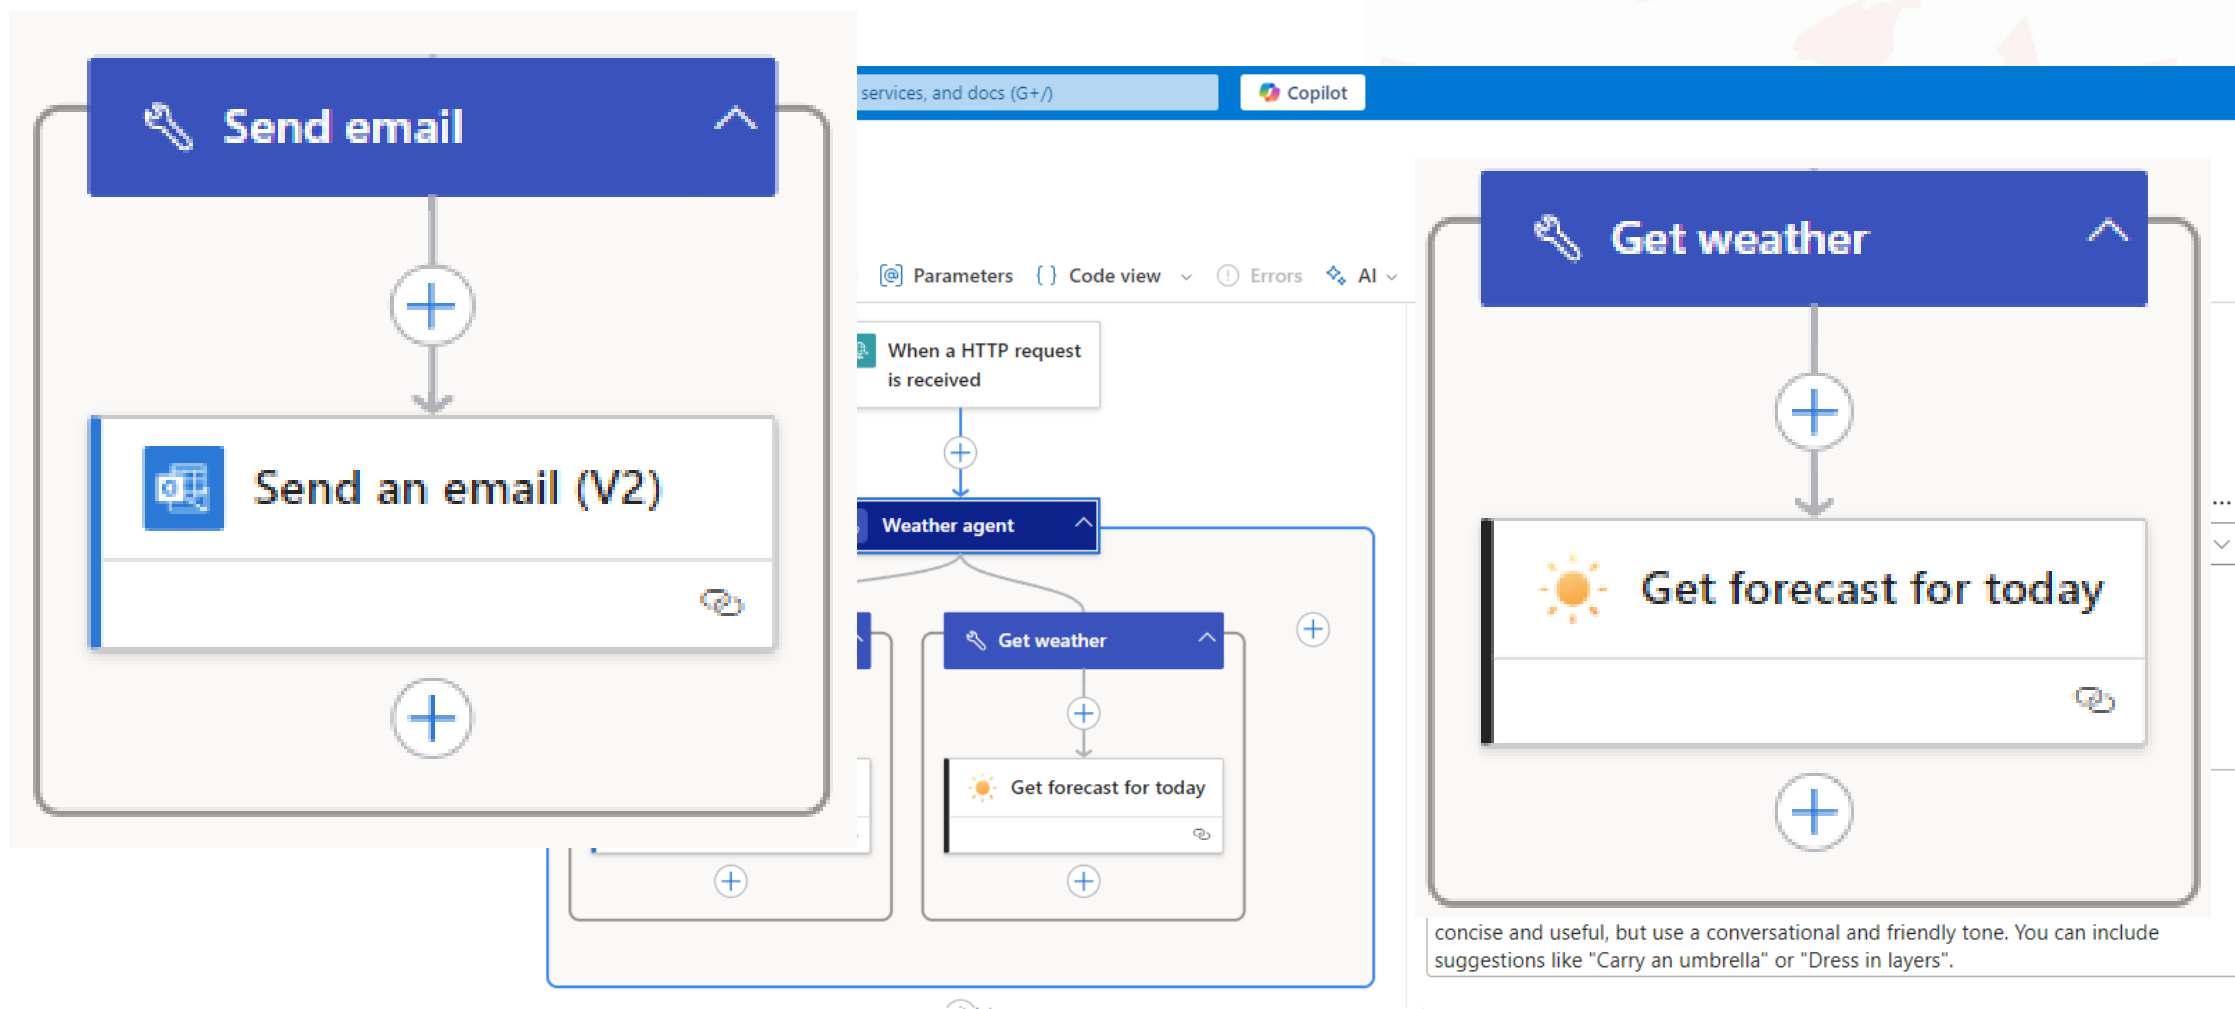 Send email
Send an email (V2)
services, and docs (G+/)
Copilot
Parameters
Code view
Errors
AI
When a HTTP request
is received
Weather agent
Get weather
Get forecast for today
Get weather
Get forecast for today
concise and useful, but use a conversational and friendly tone. You can include
suggestions like "Carry an umbrella" or "Dress in layers".